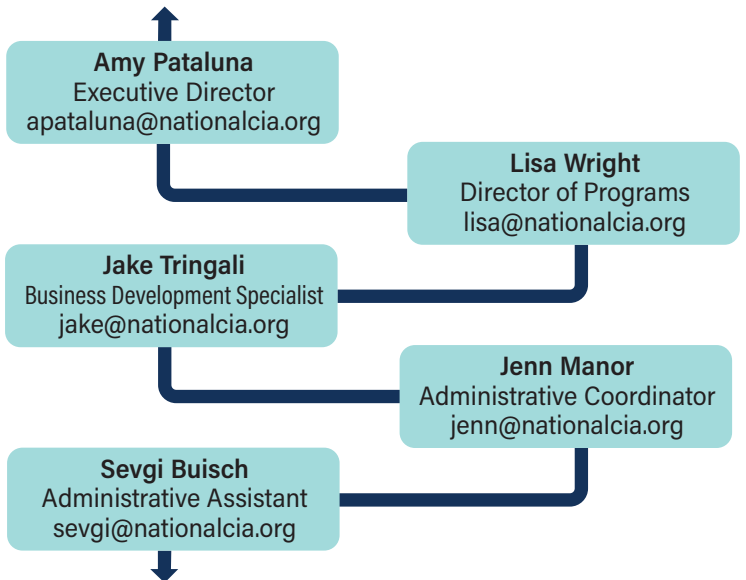 Amy Pataluna
Executive Director
apataluna@nationalcia.org
Lisa Wright
Director of Programs
lisa@nationalcia.org
Jake Tringali
Business Development Specialist
jake@nationalcia.org
Jenn Manor
Administrative Coordinator
jenn@nationalcia.org
Sevgi Buisch
Administrative Assistant
sevgi@nationalcia.org